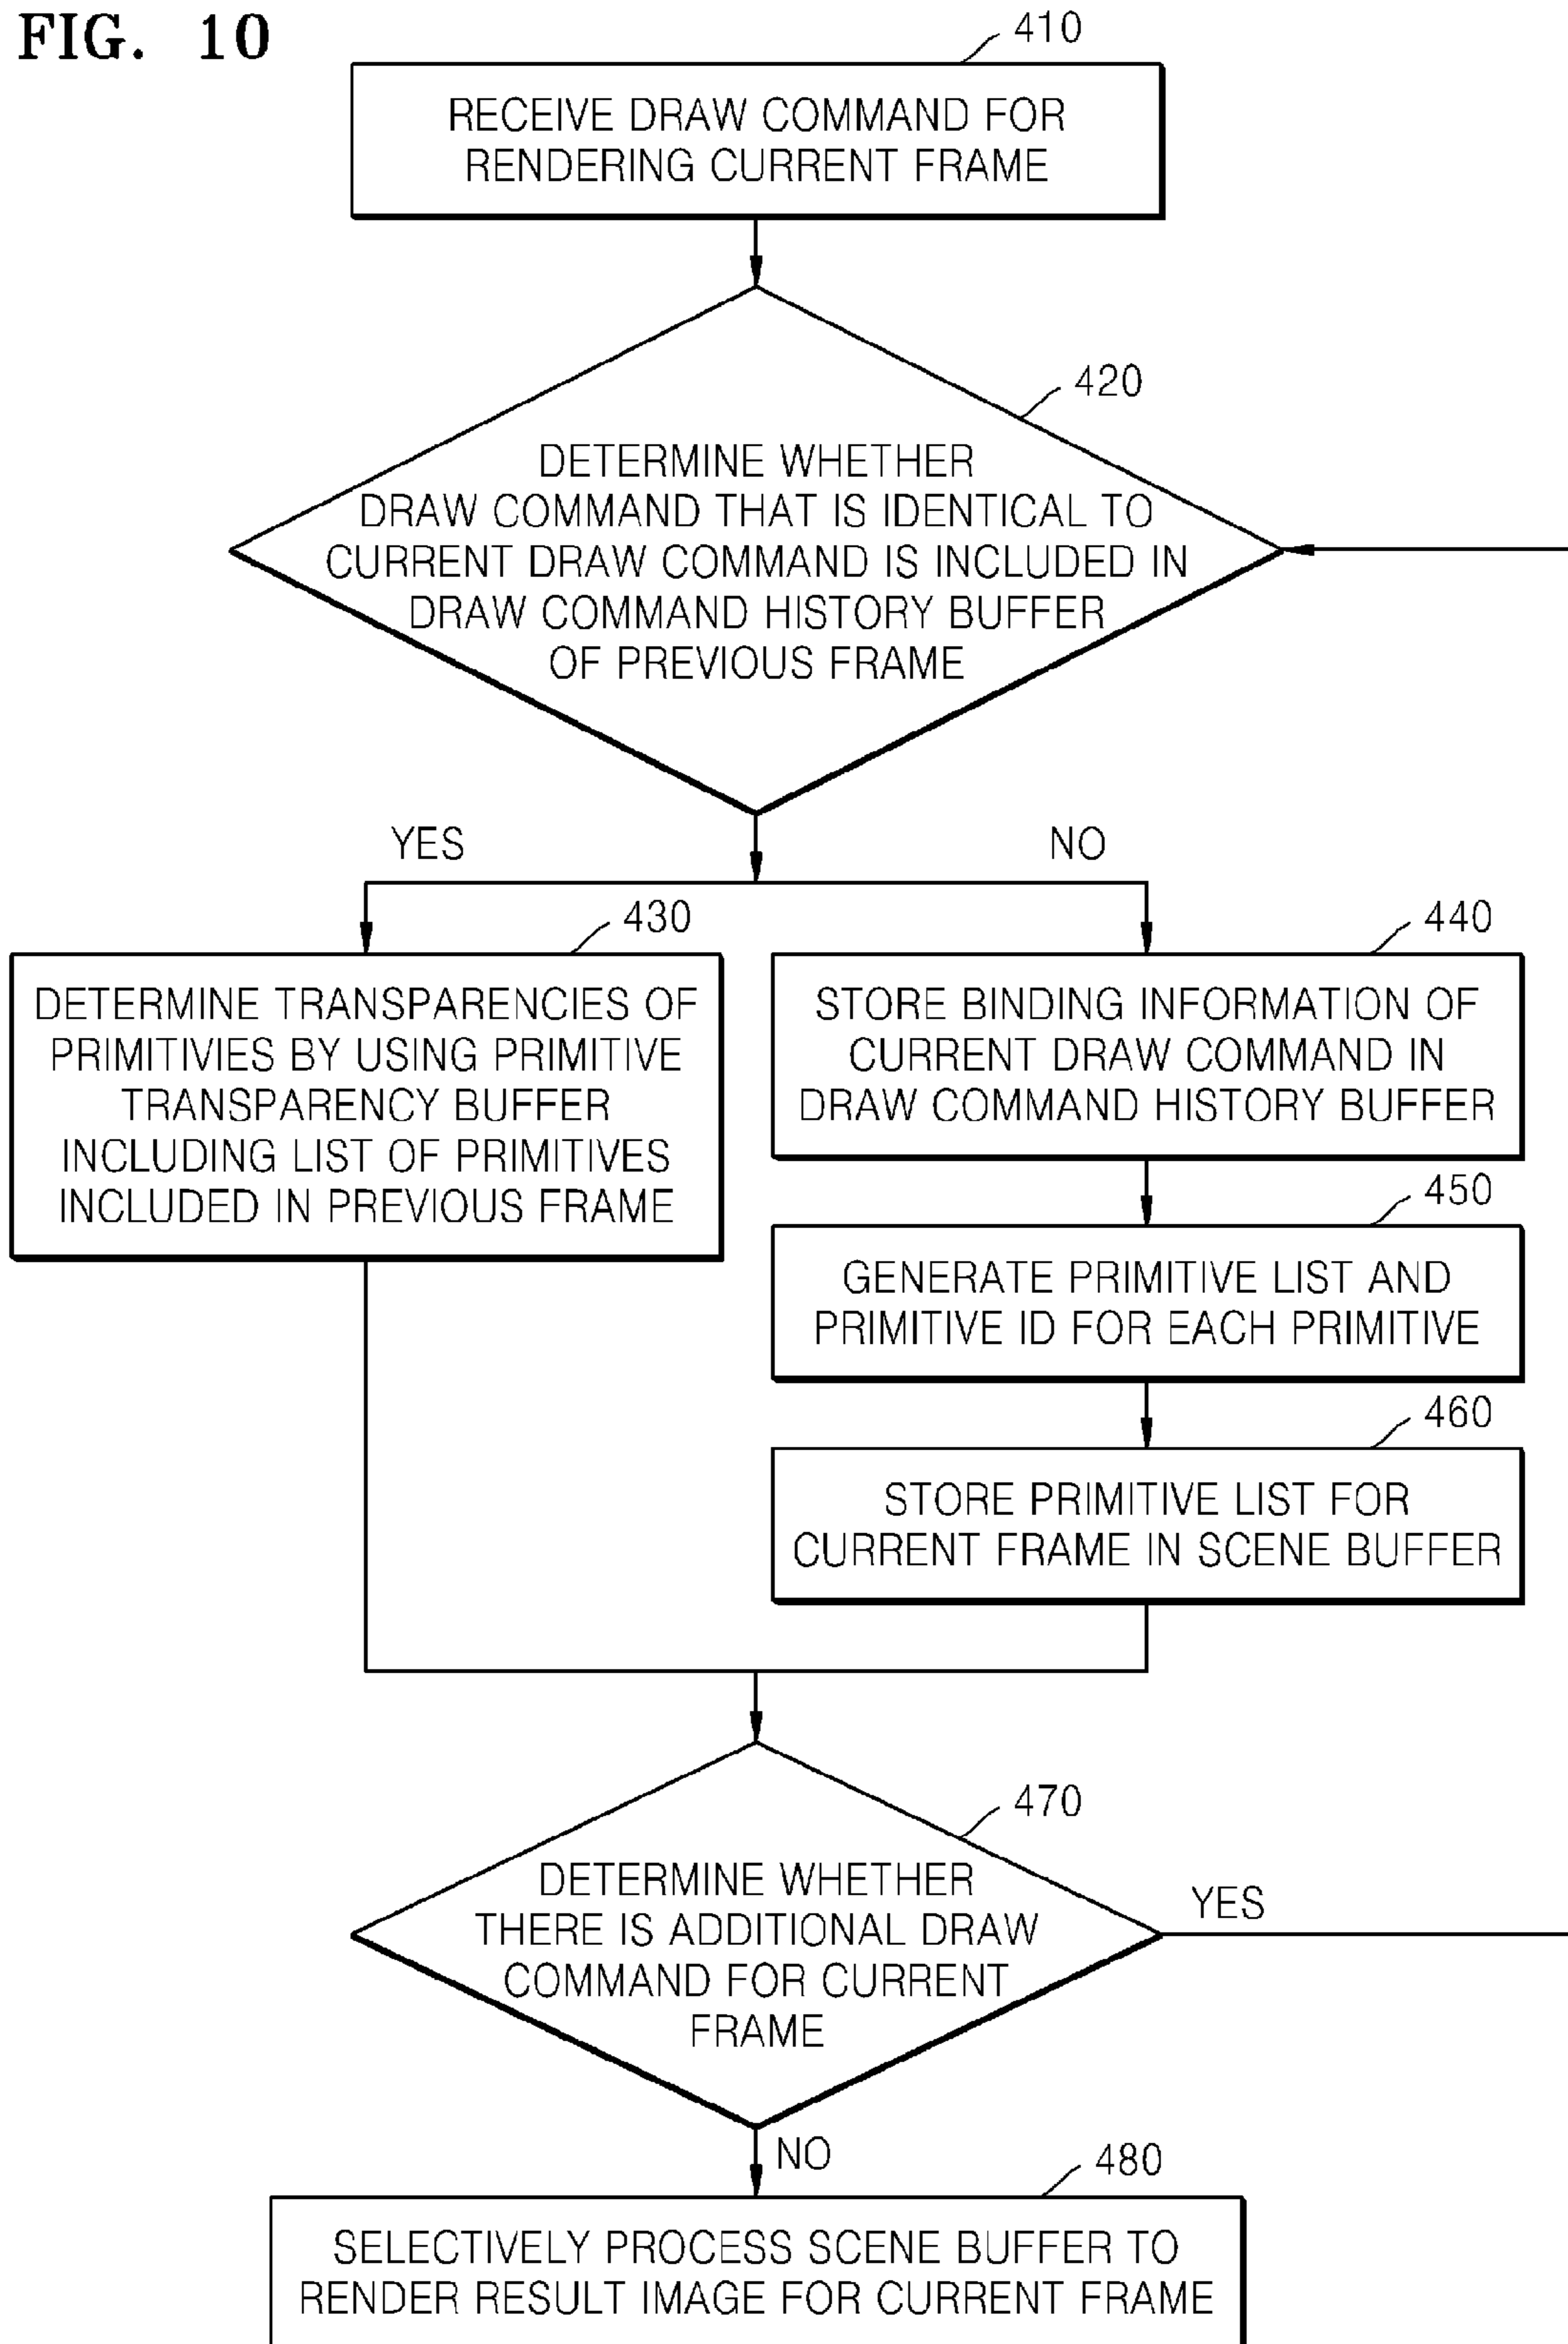 FIG. 10
410
RECEIVE DRAW COMMAND FOR
RENDERING CURRENT FRAME
420
DETERMINE WHETHER
DRAW COMMAND THAT IS IDENTICAL TO
CURRENT DRAW COMMAND IS INCLUDED IN
DRAW COMMAND HISTORY BUFFER
OF PREVIOUS FRAME
YES
NO
430
DETERMINE TRANSPARENCIES OF
PRIMITIVIES BY USING PRIMITIVE
TRANSPARENCY BUFFER
INCLUDING LIST OF PRIMITIVES
INCLUDED IN PREVIOUS FRAME
440
STORE BINDING INFORMATION OF
CURRENT DRAW COMMAND IN
DRAW COMMAND HISTORY BUFFER
450
GENERATE PRIMITIVE LIST AND
PRIMITIVE ID FOR EACH PRIMITIVE
460
STORE PRIMITIVE LIST FOR
CURRENT FRAME IN SCENE BUFFER
470
DETERMINE WHETHER
THERE IS ADDITIONAL DRAW
COMMAND FOR CURRENT
FRAME
YES
NO
480
SELECTIVELY PROCESS SCENE BUFFER TO
RENDER RESULT IMAGE FOR CURRENT FRAME